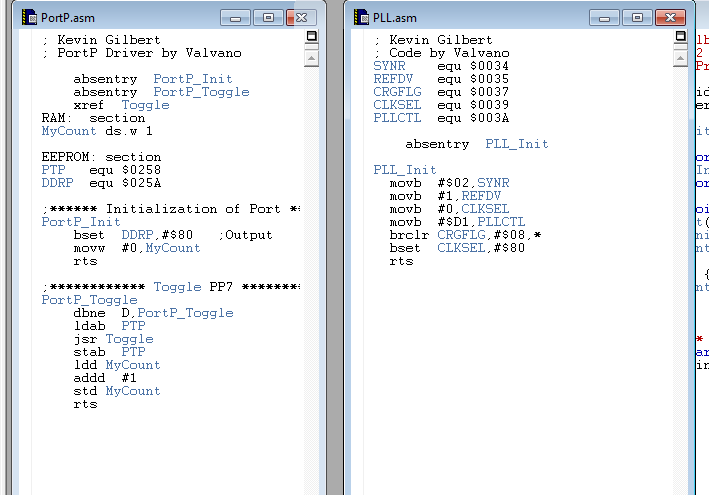 PortP.asm
; Kevin Gilbert
; PortP Driver by Valvano
absentry PortP_Init
absentry PortP_Toggle
xref Toggle
RAM: section
MyCount ds.w 1
EEPROM: section
PTP equ $0258
DDRP equ $025A
;****** Initialization of Port **
PortP_Init
bset DDRP,#$80 ;Output
movw #0,MyCount
rts
;************ Toggle PP7 ********
PortP_Toggle
dbne D,PortP_Toggle
ldab PTP
jsr Toggle
stab PTP
ldd MyCount
addd #1
std MyCount
rts
PLL.asm
; Kevin Gilbert
; Code by Valvano
SYNR equ $0034
REFDV equ $0035
CRGFLG equ $0037
CLKSEL equ $0039
PLLCTL equ $003A
absentry PLL_Init
PLL_Init
movb #$02,SYNR
movb #1,REFDV
movb #0,CLKSEL
movb #$D1,PLLCTL
brclr CRGFLG,#$08,*
bset CLKSEL,#$80
rts